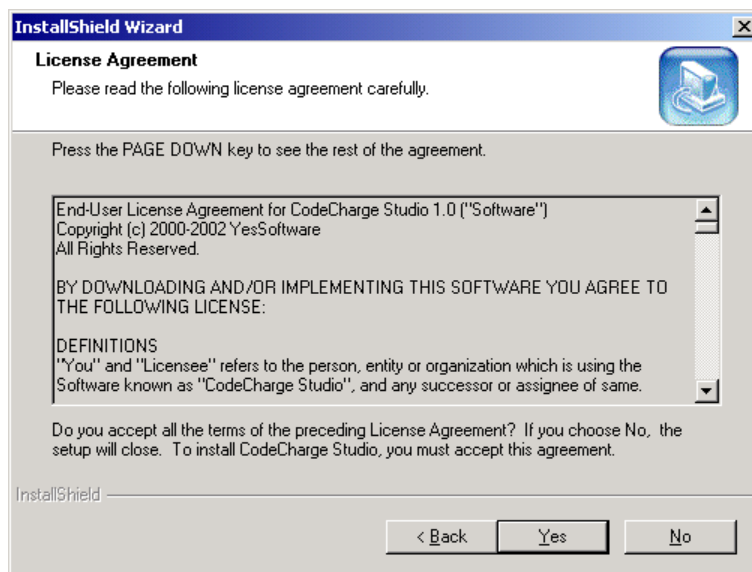 InstallShield Wizard
License Agreement
Please read the following license agreement carefully.
Press the PAGE DOWN key to see the rest of the agreement.
End-User License Agreement for CodeCharge Studio 1.0 ("Software")
Copyright (c) 2000-2002 YesSoftware
All Rights Reserved.
BY DOWNLOADING AND/OR IMPLEMENTING THIS SOFTWARE YOU AGREE TO
THE FOLLOWING LICENSE:
DEFINITIONS
"You" and "Licensee" refers to the person, entity or organization which is using the
Software known as "CodeCharge Studio", and any successor or assignee of same.
Do you accept all the terms of the preceding License Agreement?  If you choose No,  the
setup will close.  To install CodeCharge Studio, you must accept this agreement.
InstallShield
< Back
Yes
No